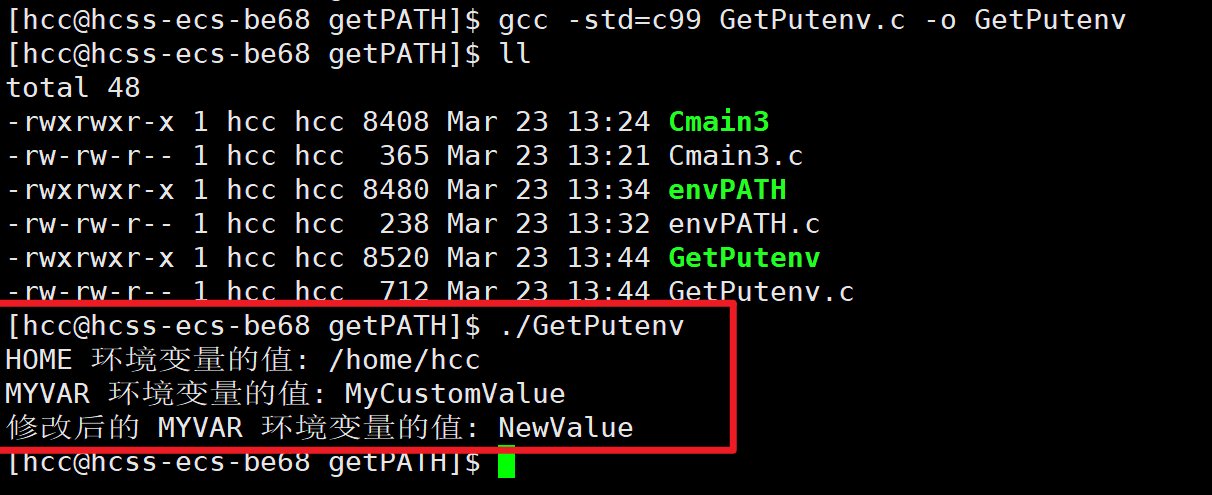 [hcc@hcss-ecs-be68 getPATH]$ gcc -std=c99 GetPutenv.c -o GetPutenv
[hcc@hcss-ecs-be68 getPATH]$ ll
total 48
-rwxrwxr-x 1 hcc hcc 8408 Mar 23 13:24 Cmain3
-rw-rw-r-- 1 hcc hcc  365 Mar 23 13:21 Cmain3.c
-rwxrwxr-x 1 hcc hcc 8480 Mar 23 13:34 envPATH
-rw-rw-r-- 1 hcc hcc  238 Mar 23 13:32 envPATH.c
-rwxrwxr-x 1 hcc hcc 8520 Mar 23 13:44 GetPutenv
-rw-rw-r-- 1 hcc hcc  712 Mar 23 13:44 GetPutenv.c
[hcc@hcss-ecs-be68 getPATH]$ ./GetPutenv
HOME 环境变量的值: /home/hcc
MYVAR 环境变量的值: MyCustomValue
修改后的 MYVAR 环境变量的值: NewValue
[hcc@hcss-ecs-be68 getPATH]$